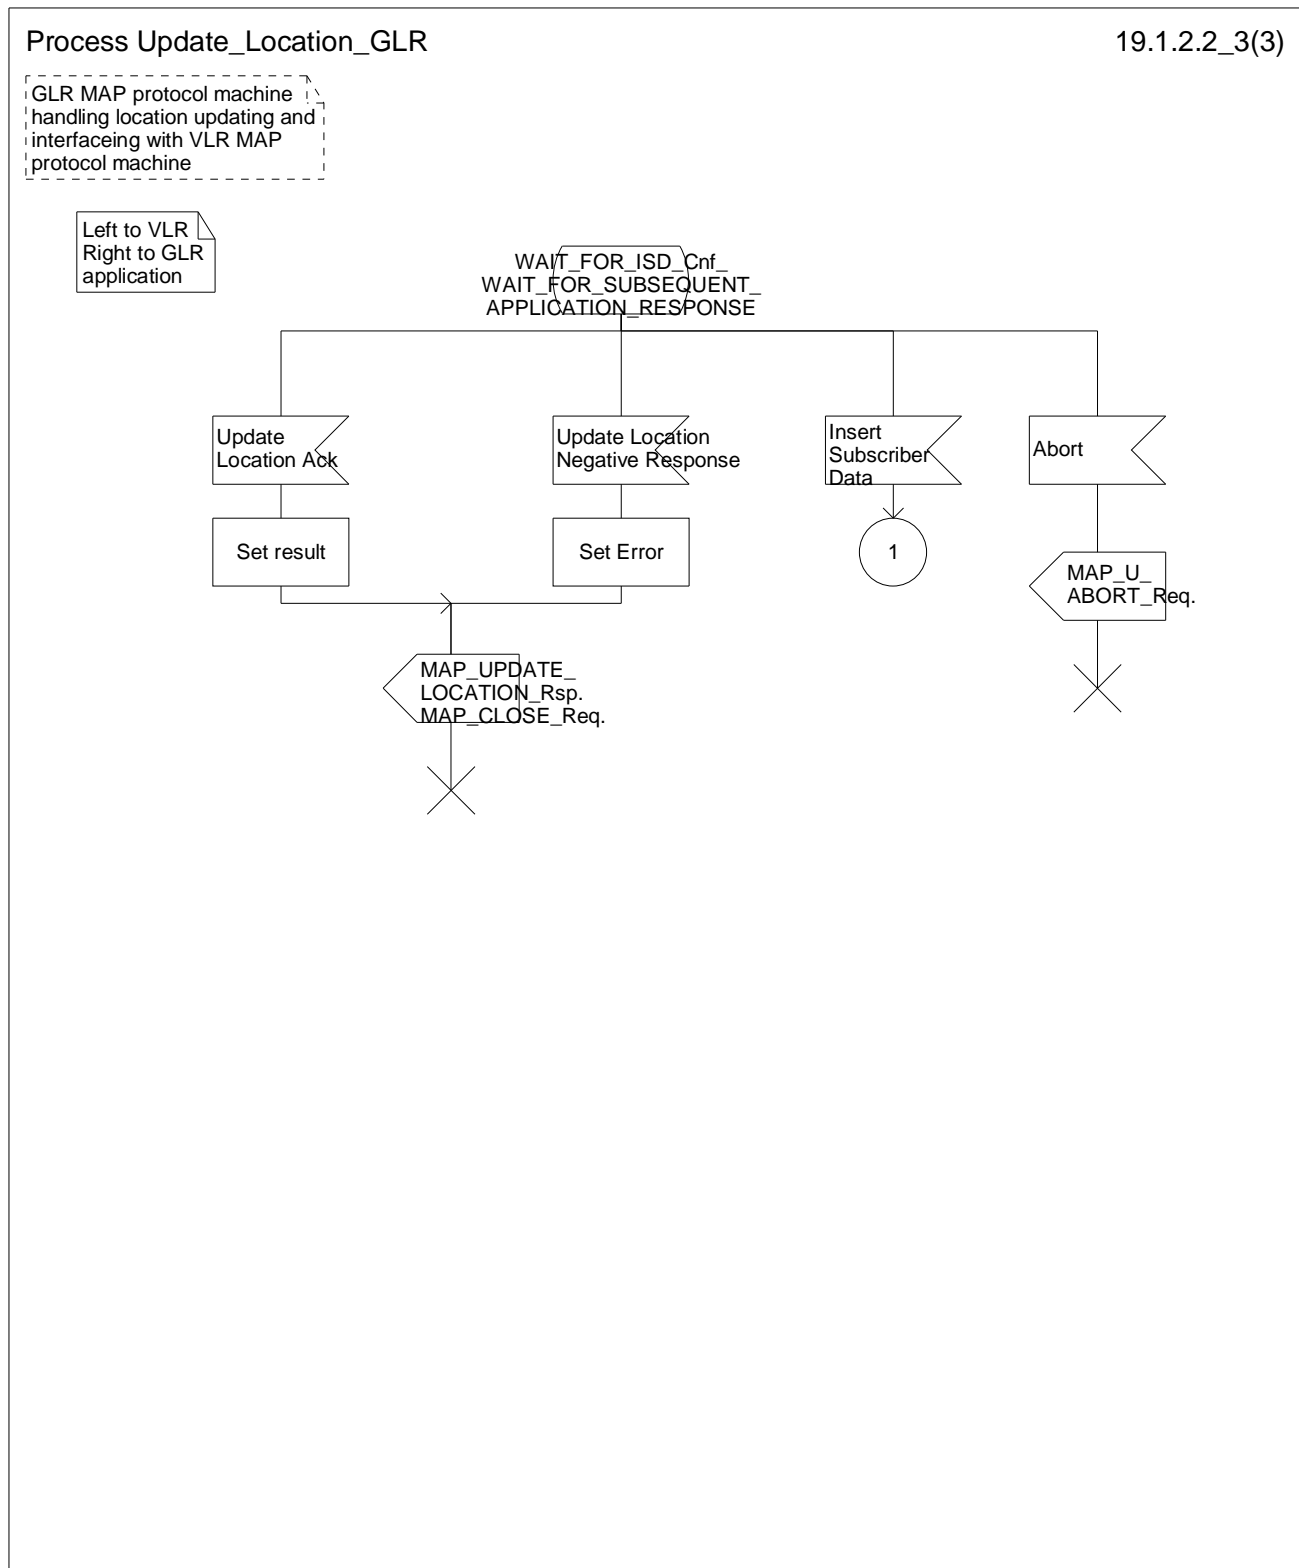 Process Update_Location_GLR
19.1.2.2_3(3)
GLR MAP protocol machine
handling location updating and
interfaceing with VLR MAP
protocol machine
Left to VLR
Right to GLR
application
WAIT_FOR_ISD_Cnf_
WAIT_FOR_SUBSEQUENT_
APPLICATION_RESPONSE
Update
Location Ack
Update Location
Negative Response
Insert
Subscriber
Data
Abort
Set result
Set Error
1
MAP_U_
ABORT_Req.
MAP_UPDATE_
LOCATION_Rsp.
MAP_CLOSE_Req.